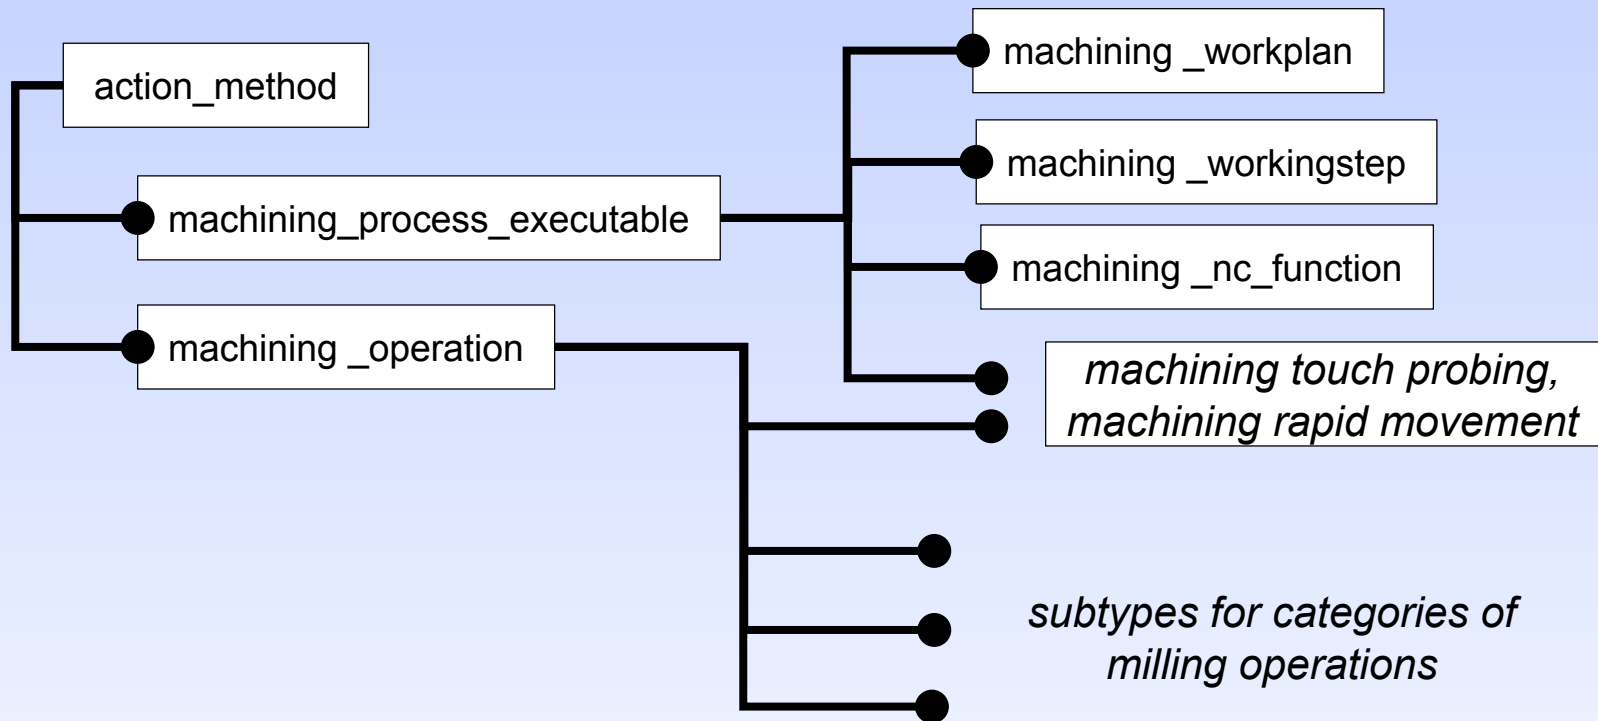 action_method
machining_process_executable
machining _operation
machining _workplan
machining _workingstep
machining _nc_function
machining touch probing,
machining rapid movement
subtypes for categories of
milling operations